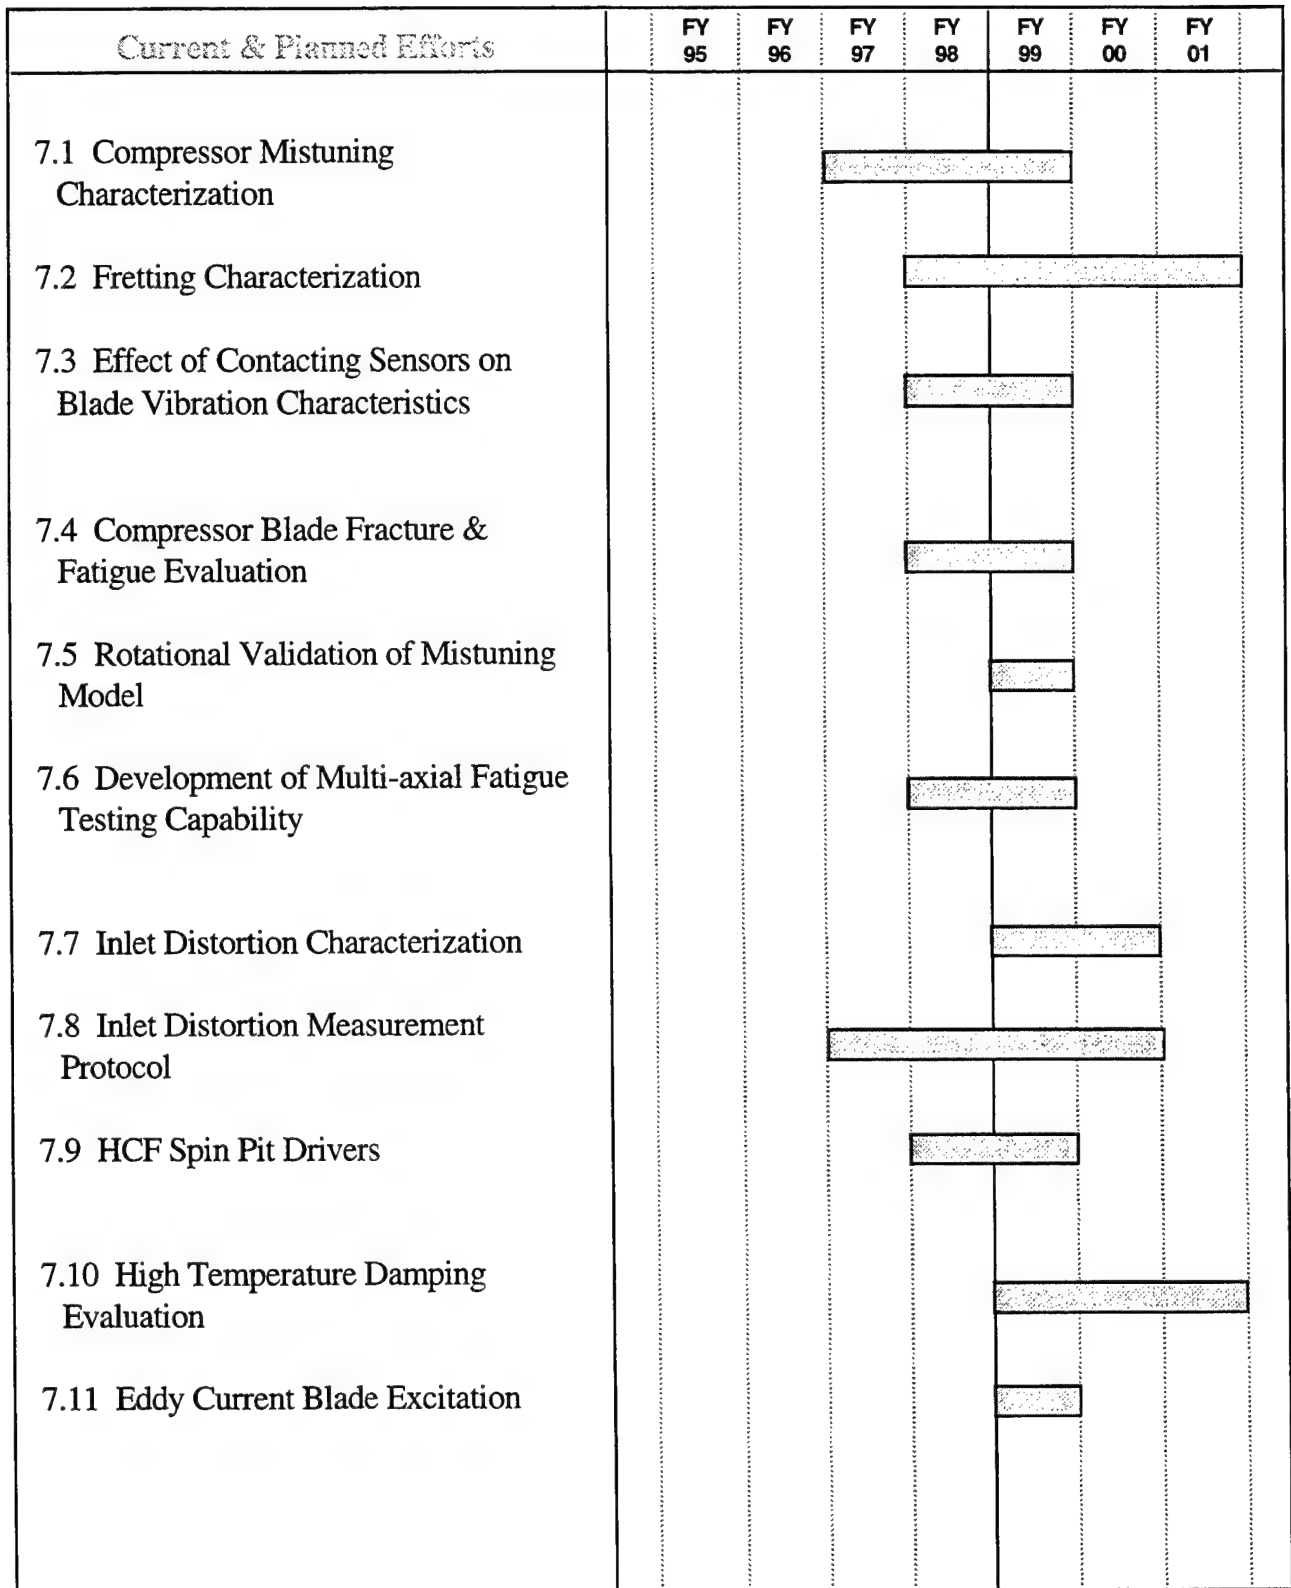 Current & Planned Efforts
FY 95
FY 96
FY 97
FY 98
FY 99
FY 00
FY 01
7.1 Compressor Mistuning
Characterization
7.2 Fretting Characterization
7.3 Effect of Contacting Sensors on
Blade Vibration Characteristics
7.4 Compressor Blade Fracture &
Fatigue Evaluation
7.5 Rotational Validation of Mistuning
Model
7.6 Development of Multi-axial Fatigue
Testing Capability
7.7 Inlet Distortion Characterization
7.8 Inlet Distortion Measurement
Protocol
7.9 HCF Spin Pit Drivers
7.10 High Temperature Damping
Evaluation
7.11 Eddy Current Blade Excitation